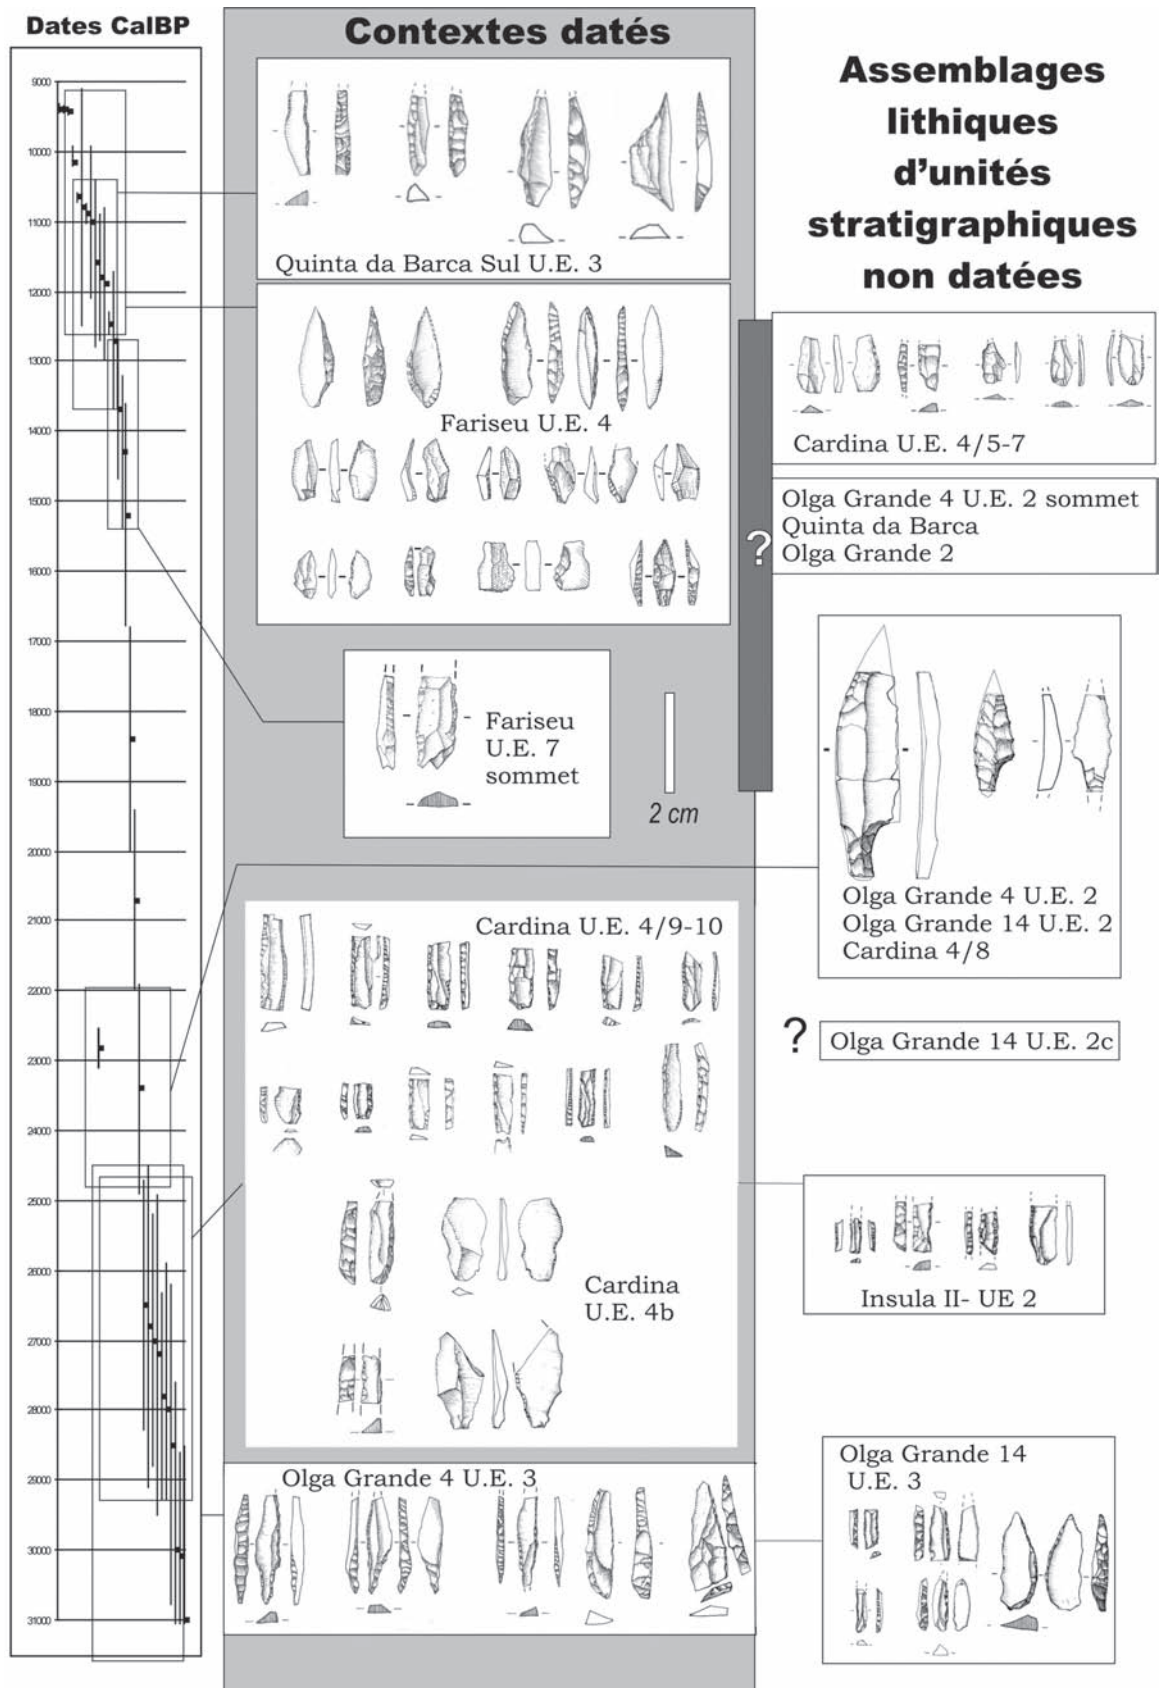 Dates CalBP
9000
10000
11000
12000
13000
14000
15000
16000
17000
18000
19000
20000
21000
22000
23000
24000
25000
26000
27000
28000
29000
30000
31000
Contextes datés
Quinta da Barca Sul U.E. 3
Fariseu U.E. 4
Fariseu
U.E. 7
sommet
2 cm
Cardina U.E. 4/9-10
Cardina
U.E. 4b
Olga Grande 4 U.E. 3
Assemblages
lithiques
d'unités
stratigraphiques
non datées
Cardina U.E. 4/5-7
?
Olga Grande 4 U.E. 2 sommet
Quinta da Barca
Olga Grande 2
Olga Grande 4 U.E. 2
Olga Grande 14 U.E. 2
Cardina 4/8
? Olga Grande 14 U.E. 2c
Insula II- UE 2
Olga Grande 14
U.E. 3